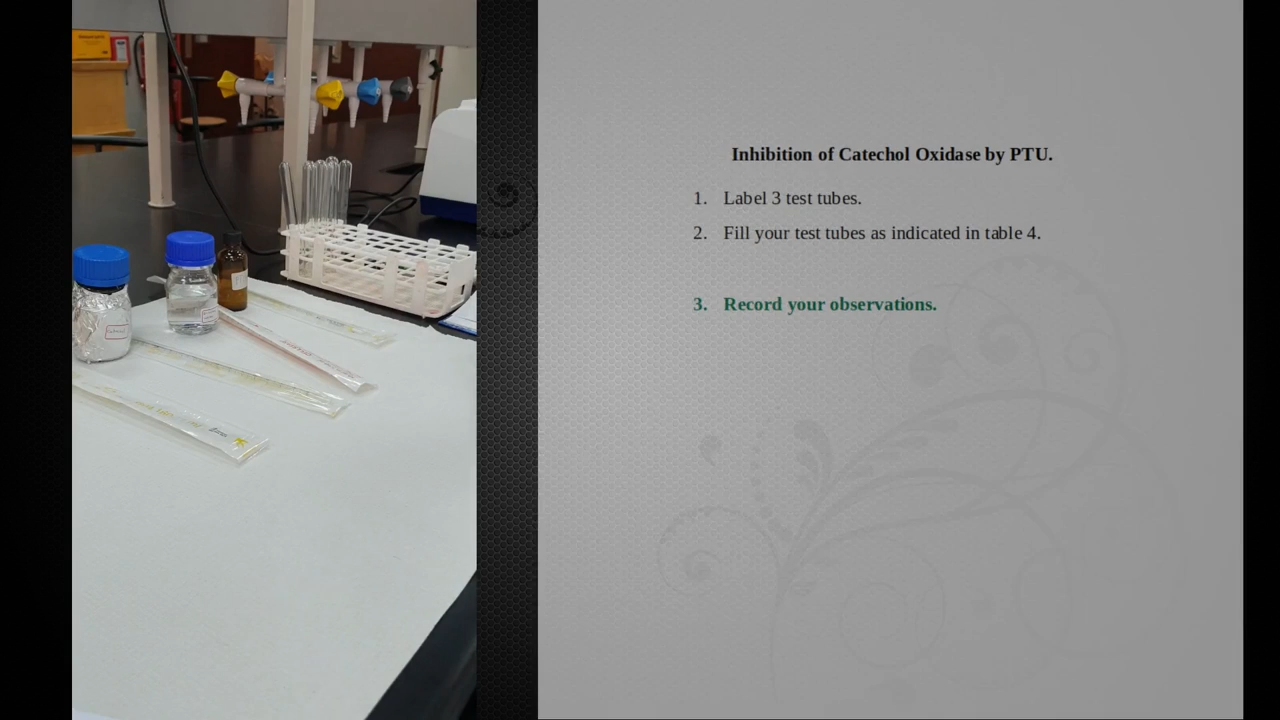 Inhibition of Catechol Oxidase by PTU.
1. Label 3 test tubes.
2. Fill your test tubes as indicated in table 4.
3. Record your observations.